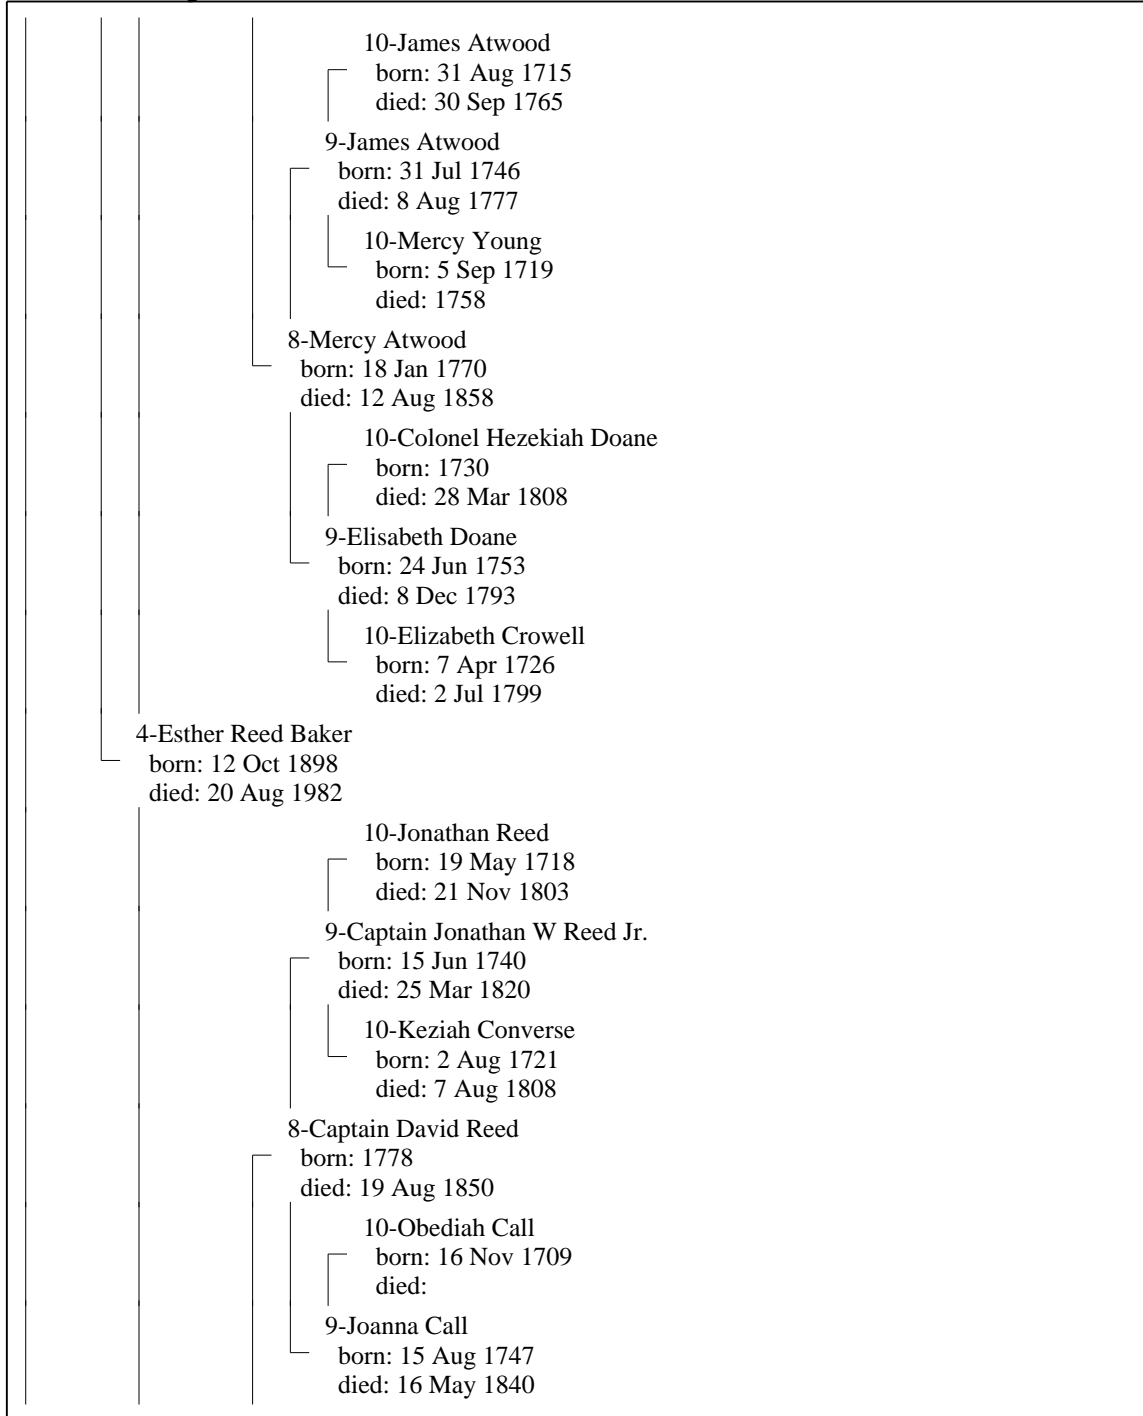 10-James Atwood
born: 31 Aug 1715
died: 30 Sep 1765
9-James Atwood
born: 31 Jul 1746
died: 8 Aug 1777
10-Mercy Young
born: 5 Sep 1719
died: 1758
8-Mercy Atwood
born: 18 Jan 1770
died: 12 Aug 1858
10-Colonel Hezekiah Doane
born: 1730
died: 28 Mar 1808
9-Elisabeth Doane
born: 24 Jun 1753
died: 8 Dec 1793
10-Elizabeth Crowell
born: 7 Apr 1726
died: 2 Jul 1799
4-Esther Reed Baker
born: 12 Oct 1898
died: 20 Aug 1982
10-Jonathan Reed
born: 19 May 1718
died: 21 Nov 1803
9-Captain Jonathan W Reed Jr.
born: 15 Jun 1740
died: 25 Mar 1820
10-Keziah Converse
born: 2 Aug 1721
died: 7 Aug 1808
8-Captain David Reed
born: 1778
died: 19 Aug 1850
10-Obediah Call
born: 16 Nov 1709
died:
9-Joanna Call
born: 15 Aug 1747
died: 16 May 1840